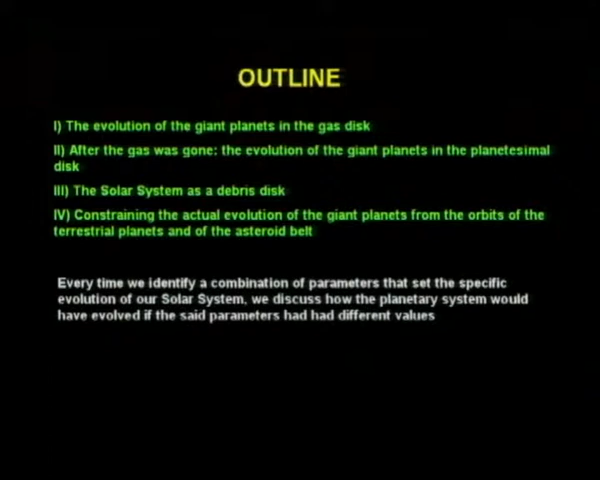 OUTLINE
I) The evolution of the giant planets in the gas disk
II) After the gas was gone: the evolution of the giant planets in the planetesimal
disk
III) The Solar System as a debris disk
IV) Constraining the actual evolution of the giant planets from the orbits of the
terrestrial planets and of the asteroid belt
Every time we identify a combination of parameters that set the specific
evolution of our Solar System, we discuss how the planetary system would
have evolved if the said parameters had had different values